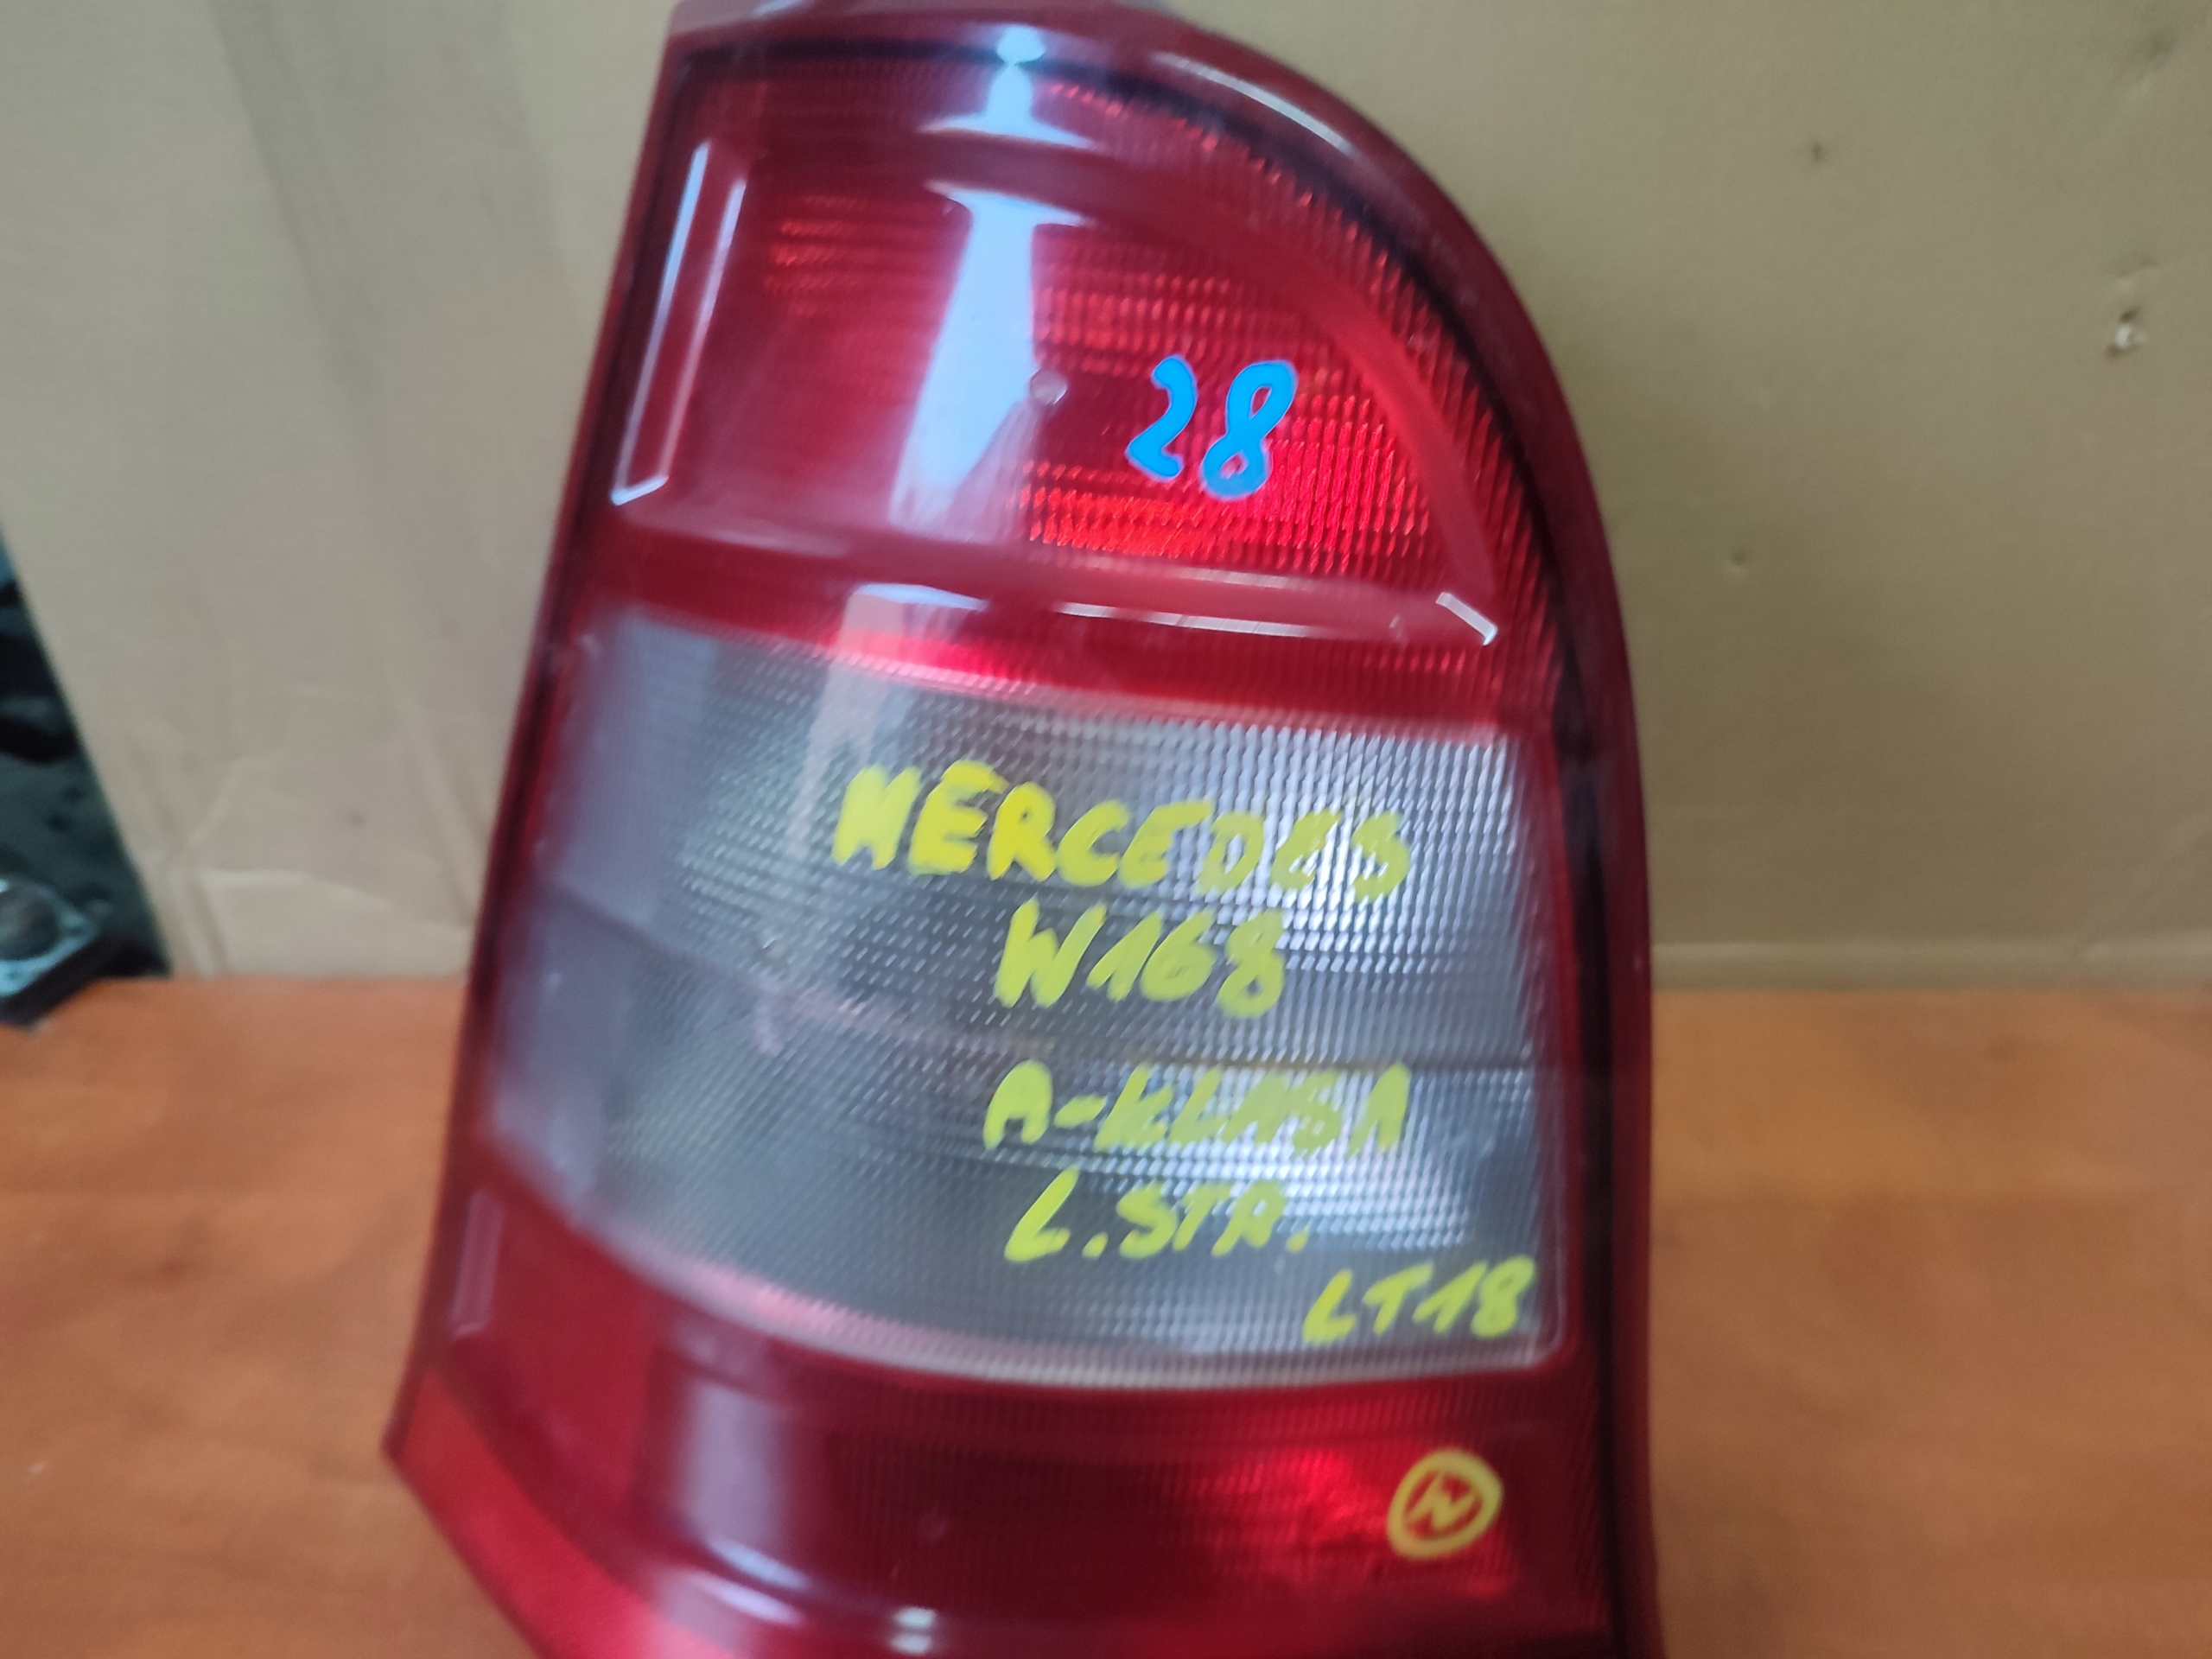 28
MERCEDES
W168
A-KLASA
L.STR.
LT18
W